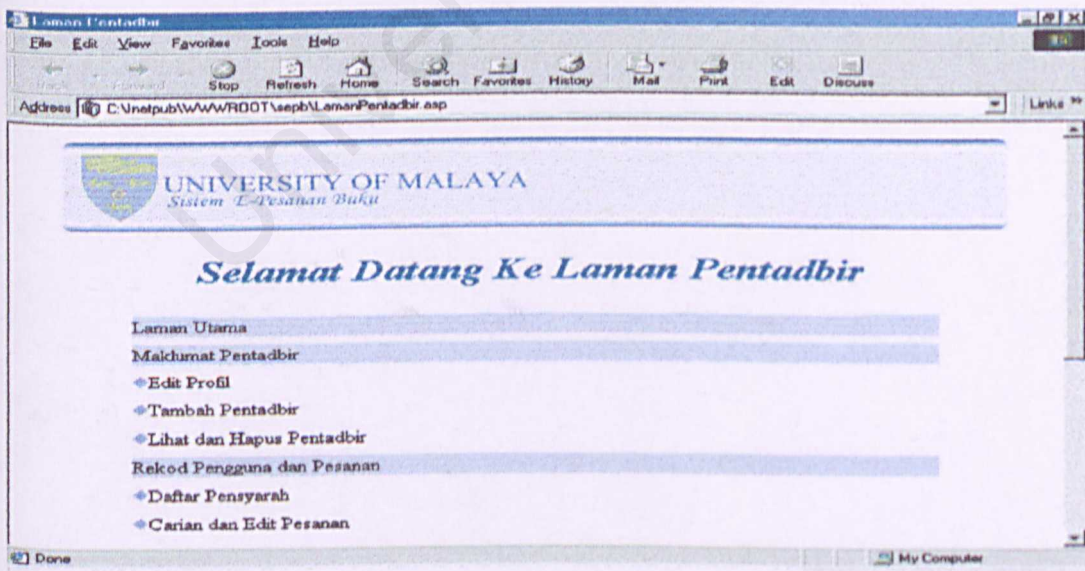 Laman Pentadbir
File Edit View Favorites Tools Help
Back Forward Stop Refresh Home Search Favorites History Mail Print Edit Discuss
Address C:\Inetpub\WWWROOT\sepb\LamanPentadbir.asp Links »
UNIVERSITY OF MALAYA
Sistem E-Pesanan Buku
Selamat Datang Ke Laman Pentadbir
Laman Utama
Maklumat Pentadbir
Edit Profil
Tambah Pentadbir
Lihat dan Hapus Pentadbir
Rekod Pengguna dan Pesanan
Daftar Pensyarah
Carian dan Edit Pesanan
Done My Computer